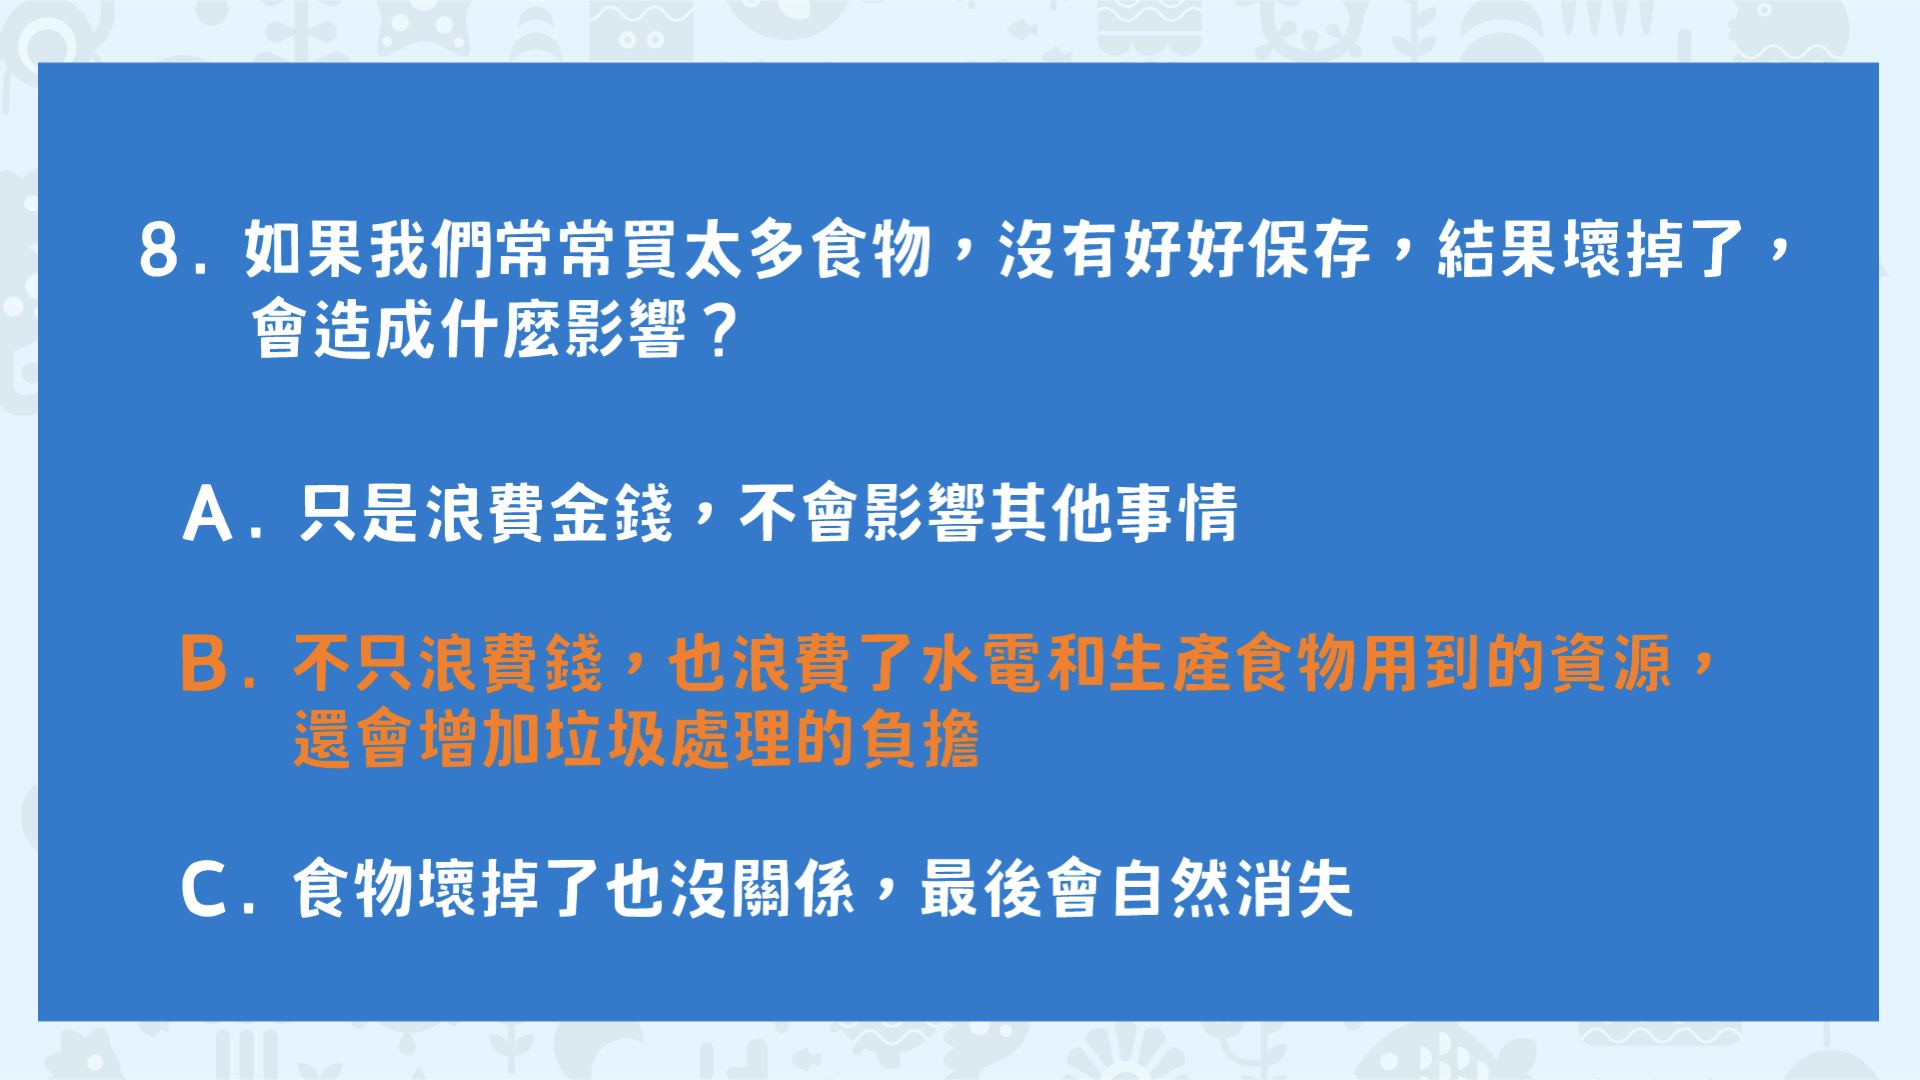 8. 如果我們常常買太多食物，沒有好好保存，結果壞掉了，
會造成什麼影響？
A. 只是浪費金錢，不會影響其他事情
B. 不只浪費錢，也浪費了水電和生產食物用到的資源，
還會增加垃圾處理的負擔
C. 食物壞掉了也沒關係，最後會自然消失